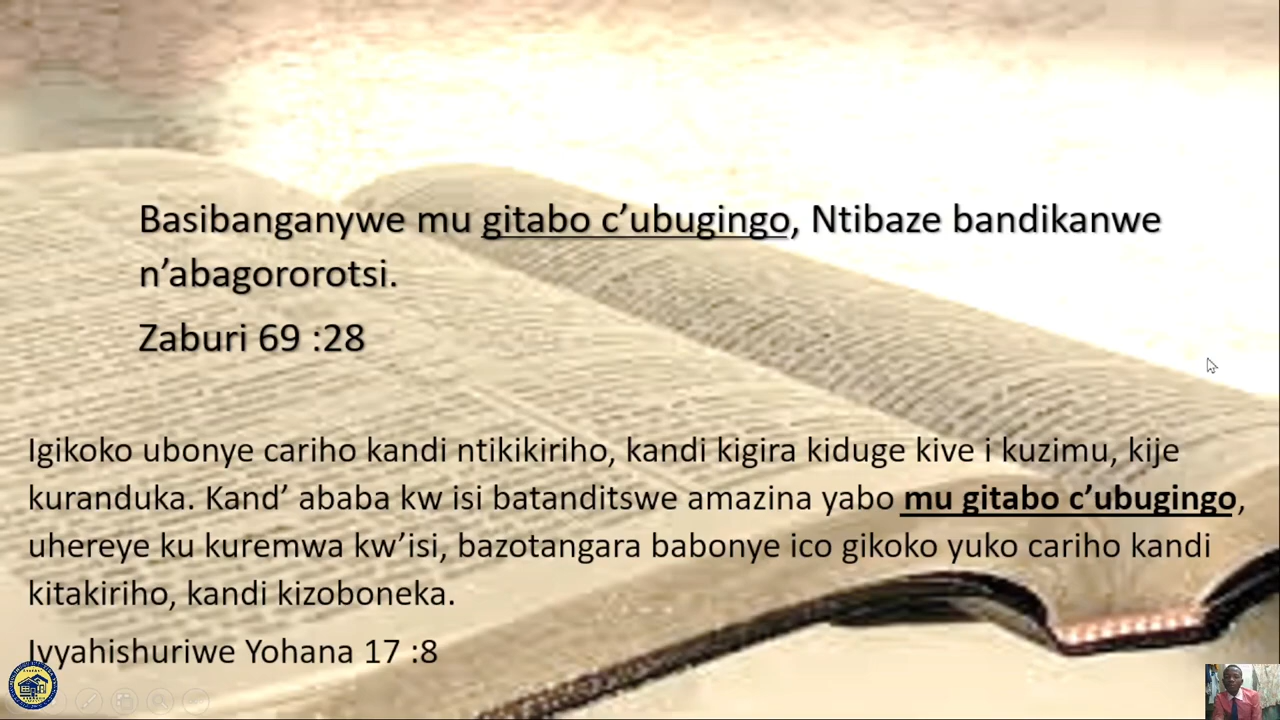 Basibanganywe mu gitabo c’ubugingo, Ntibaze bandikanwe
n’abagororotsi.
Zaburi 69 :28
Igikoko ubonye cariho kandi ntikikiriho, kandi kigira kiduge kive i kuzimu, kije
kuranduka. Kand’ ababa kw isi batanditswe amazina yabo mu gitabo c’ubugingo,
uhereye ku kuremwa kw’isi, bazotangara babonye ico gikoko yuko cariho kandi
kitakiriho, kandi kizoboneka.
Ivyahishuriwe Yohana 17 :8